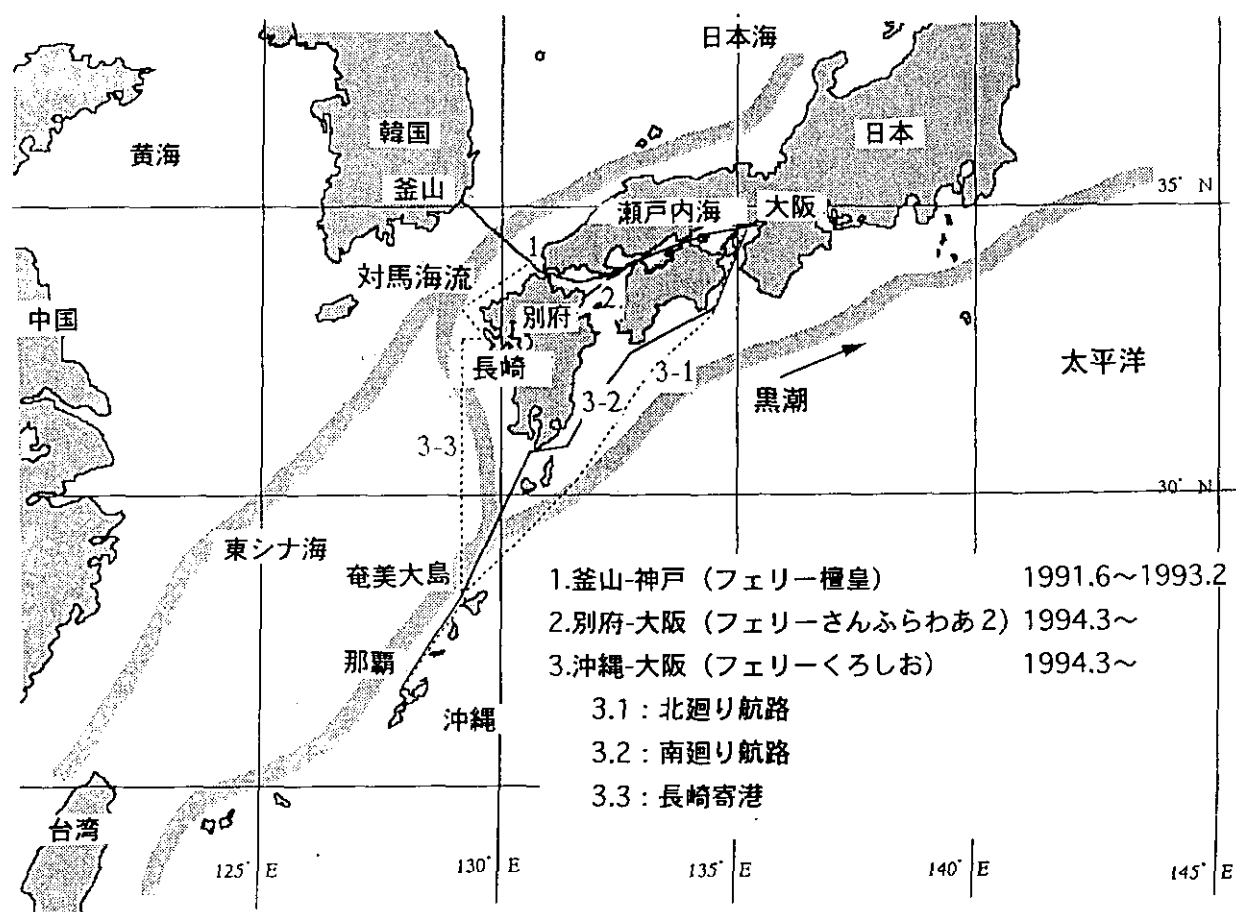 日本海
韓国
日本
黄海
釜山
35° N
瀬戸内海
大阪
1
対馬海流
2
中国
別府
長崎
太平洋
3-1
3-2
黒潮
3-3
30° N
東シナ海
奄美大島
1.釜山-神戸（フェリー檀皇） 1991.6〜1993.2
2.別府-大阪（フェリーさんふらわあ2） 1994.3〜
那覇
3.沖縄-大阪（フェリーくろしお） 1994.3〜
沖縄
3.1：北廻り航路
3.2：南廻り航路
3.3：長崎寄港
台湾
125° E
130° E
135° E
140° E
145° E